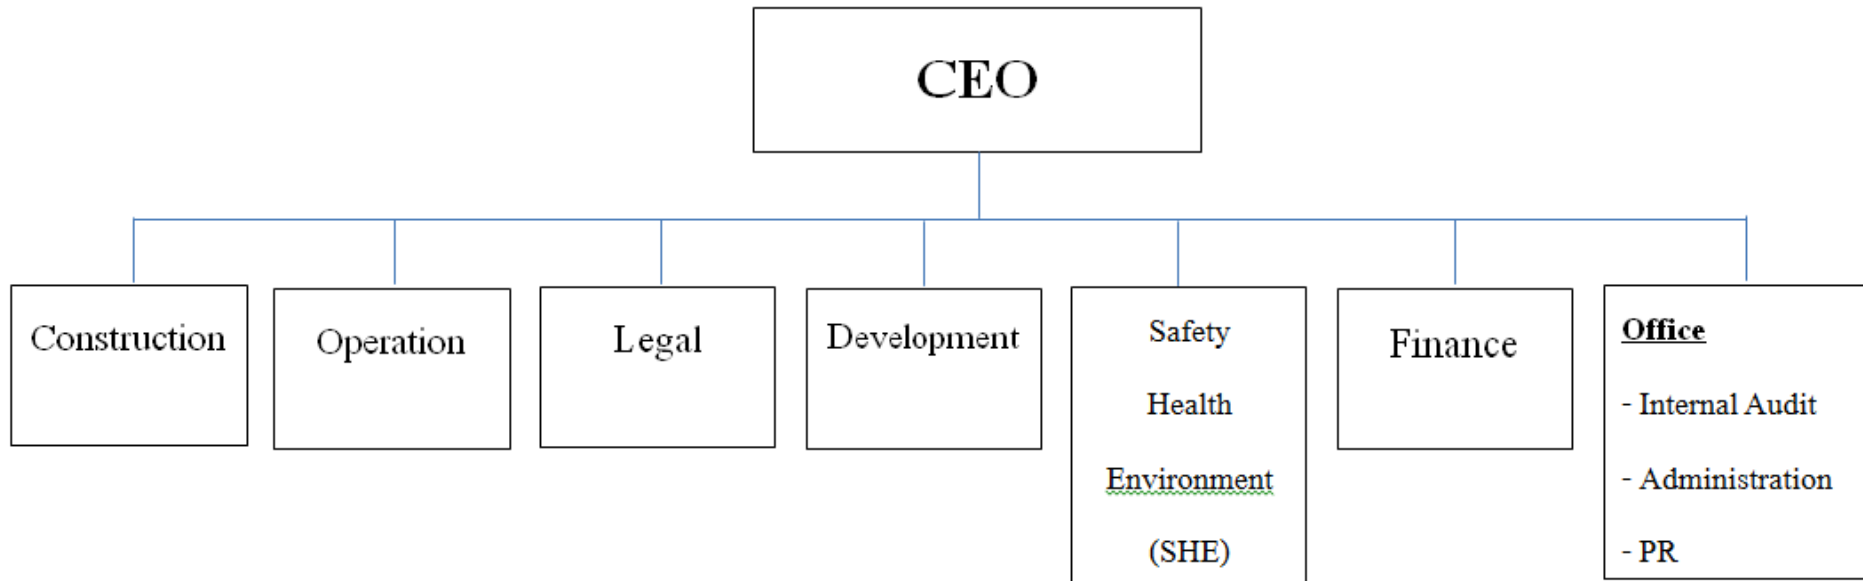 CEO
Construction
Operation
Legal
Development
Safety
Health
Environment
(SHE)
Finance
Office
- Internal Audit
- Administration
- PR